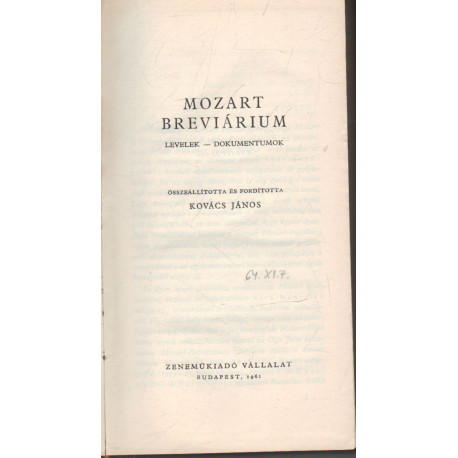 MOZART
BREVIÁRIUM
LEVELEK — DOKUMENTUMOK
ÖSSZEÁLLÍTOTTA ÉS FORDÍTOTTA
KOVÁCS JÁNOS
64. XI. 7.
ZENEMŰKIADÓ VÁLLALAT
BUDAPEST, 1961